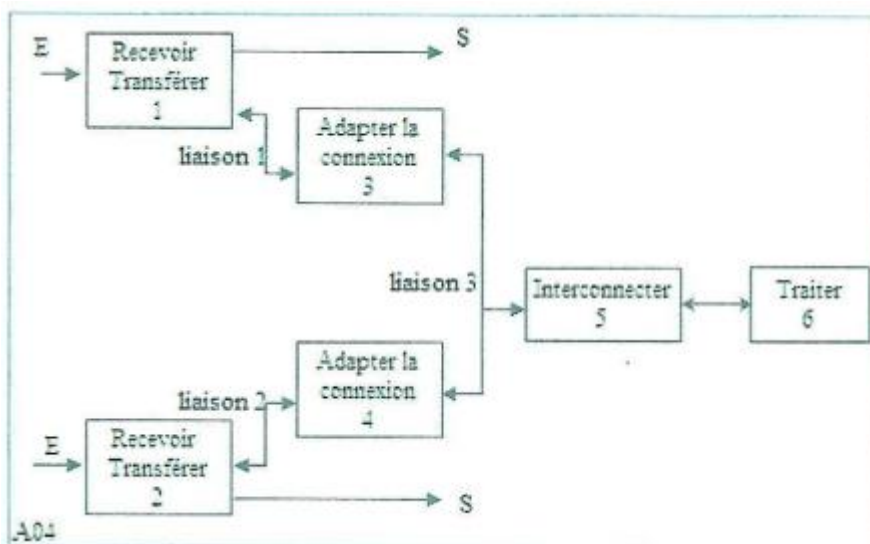 E
Recevoir
Transférer
1
S
liaison 1
Adapter la
connexion
3
liaison 3
Interconnecter
5
Traiter
6
Adapter la
connexion
4
liaison 2
E
Recevoir
Transférer
2
S
A04